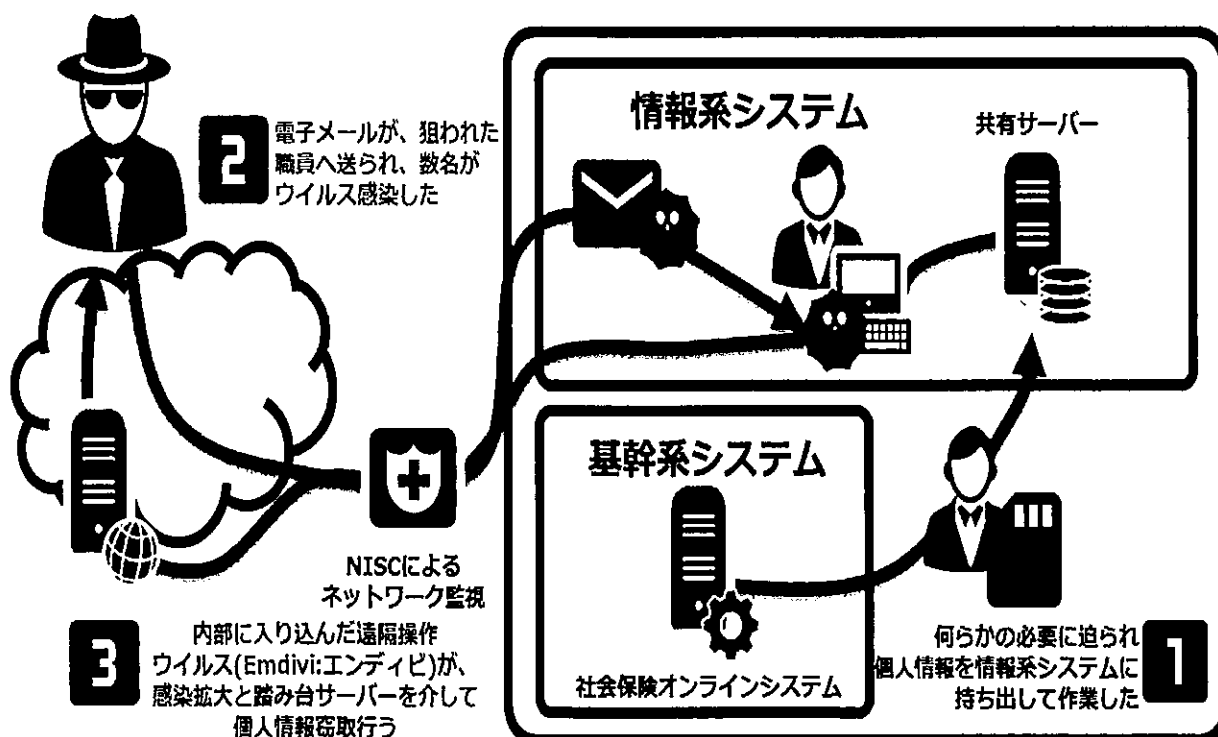 情報系システム
共有サーバー
2
電子メールが、狙われた
職員へ送られ、数名が
ウイルス感染した
基幹系システム
社会保険オンラインシステム
NISCによる
ネットワーク監視
3
内部に入り込んだ遠隔操作
ウイルス(Emdivi:エンディビ)が、
感染拡大と踏み台サーバーを介して
個人情報窃取行う
1
何らかの必要に迫られ
個人情報を情報系システムに
持ち出して作業した